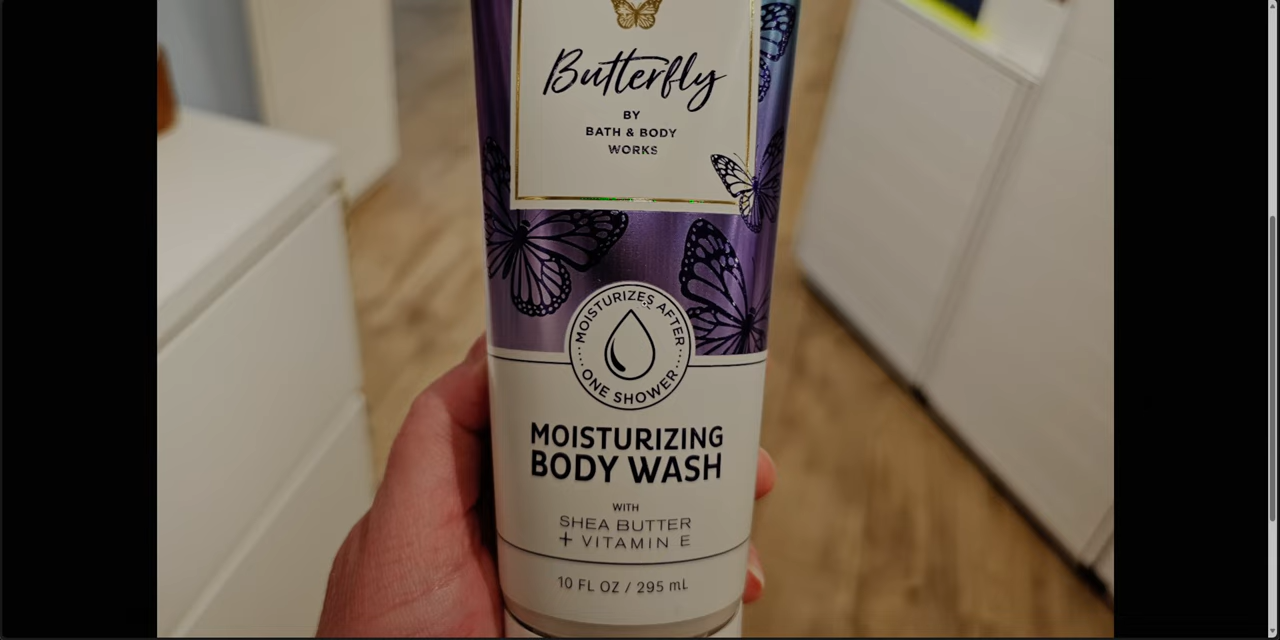 Butterfly
BY
BATH & BODY
WORKS
MOISTURIZES AFTER
ONE SHOWER
MOISTURIZING
BODY WASH
WITH
SHEA BUTTER
+ VITAMIN E
10 FL OZ / 295 mL